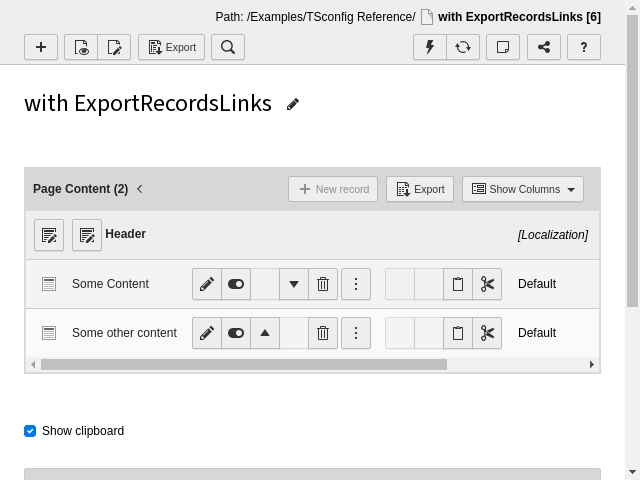 Path: /Examples/TSconfig Reference/ with ExportRecordsLinks [6]
Export
?
with ExportRecordsLinks
Page Content (2)
New record
Export
Show Columns
Header
[Localization]
Some Content
Default
Some other content
Default
Show clipboard